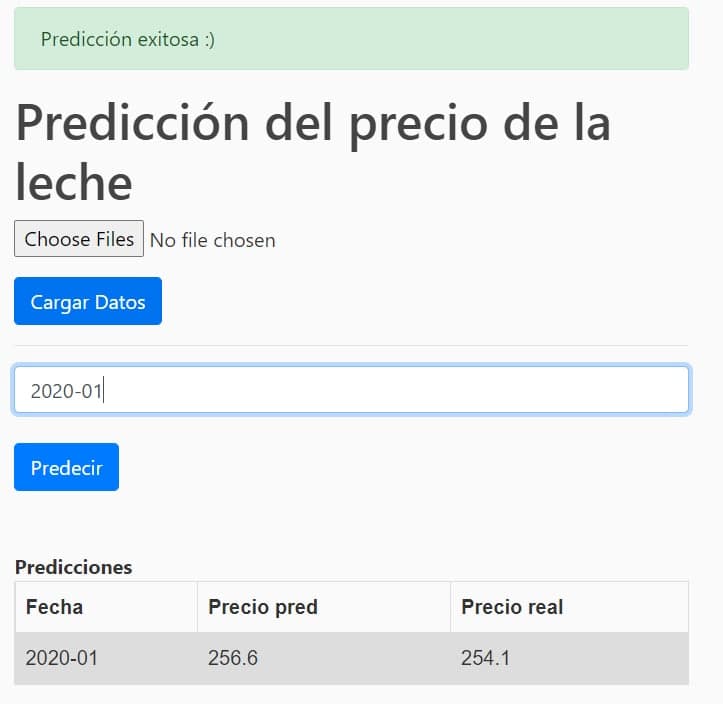 Predicción exitosa :)
Predicción del precio de la
leche
Choose Files No file chosen
Cargar Datos
2020-01
Predecir
Predicciones
Fecha Precio pred Precio real
2020-01 256.6 254.1